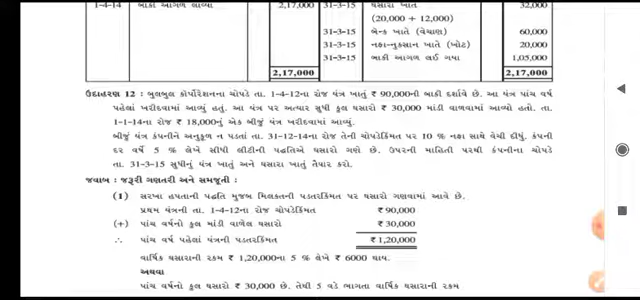 1-4-14 બાકી આગળ લાવ્યા 2,17,000 31-3-15 ઘસારા ખાતે 32,000
(20,000 + 12,000)
31-3-15 બેન્ક ખાતે (વેચાણ) 60,000
31-3-15 નફા-નુકસાન ખાતે (ખોટ) 20,000
31-3-15 બાકી આગળ લઈ ગયા 1,05,000
2,17,000 2,17,000
ઉદાહરણ 12 : બુલબુલ કૉર્પોરેશનના ચોપડે તા. 1-4-12ના રોજ યંત્ર ખાતું ₹ 90,000ની બાકી દર્શાવે છે. આ યંત્ર પાંચ વર્ષ
પહેલાં ખરીદવામાં આવ્યું હતું. આ યંત્ર પર અત્યાર સુધી કુલ ઘસારો ₹ 30,000 માંડી વાળવામાં આવ્યો હતો. તા.
1-1-14ના રોજ ₹ 18,000નું એક બીજું યંત્ર ખરીદવામાં આવ્યું.
બીજું યંત્ર કંપનીને અનુકૂળ ન પડતાં તા. 31-12-14ના રોજ તેની ચોપડેકિંમત પર 10 % નફા સાથે વેચી દીધું. કંપની
દર વર્ષે 5 % લેખે સીધી લીટીની પદ્ધતિએ ઘસારો ગણે છે. ઉપરની માહિતી પરથી કંપનીના ચોપડે
તા. 31-3-15 સુધીનું યંત્ર ખાતું અને ઘસારા ખાતું તૈયાર કરો.
જવાબ : જરૂરી ગણતરી અને સમજૂતી :
(1) સરખા હપતાની પદ્ધતિ મુજબ મિલકતની પડતરકિંમત પર ઘસારો ગણવામાં આવે છે.
પ્રથમ યંત્રની તા. 1-4-12ના રોજ ચોપડેકિંમત ₹ 90,000
(+) પાંચ વર્ષનો કુલ માંડી વાળેલ ઘસારો ₹ 30,000
∴ પાંચ વર્ષ પહેલાં યંત્રની પડતરકિંમત ₹ 1,20,000
વાર્ષિક ઘસારાની રકમ ₹ 1,20,000ના 5 % લેખે ₹ 6000 થાય.
અથવા
પાંચ વર્ષનો કુલ ઘસારો ₹ 30,000 છે. તેથી 5 વડે ભાગતા વાર્ષિક ઘસારાની રકમ